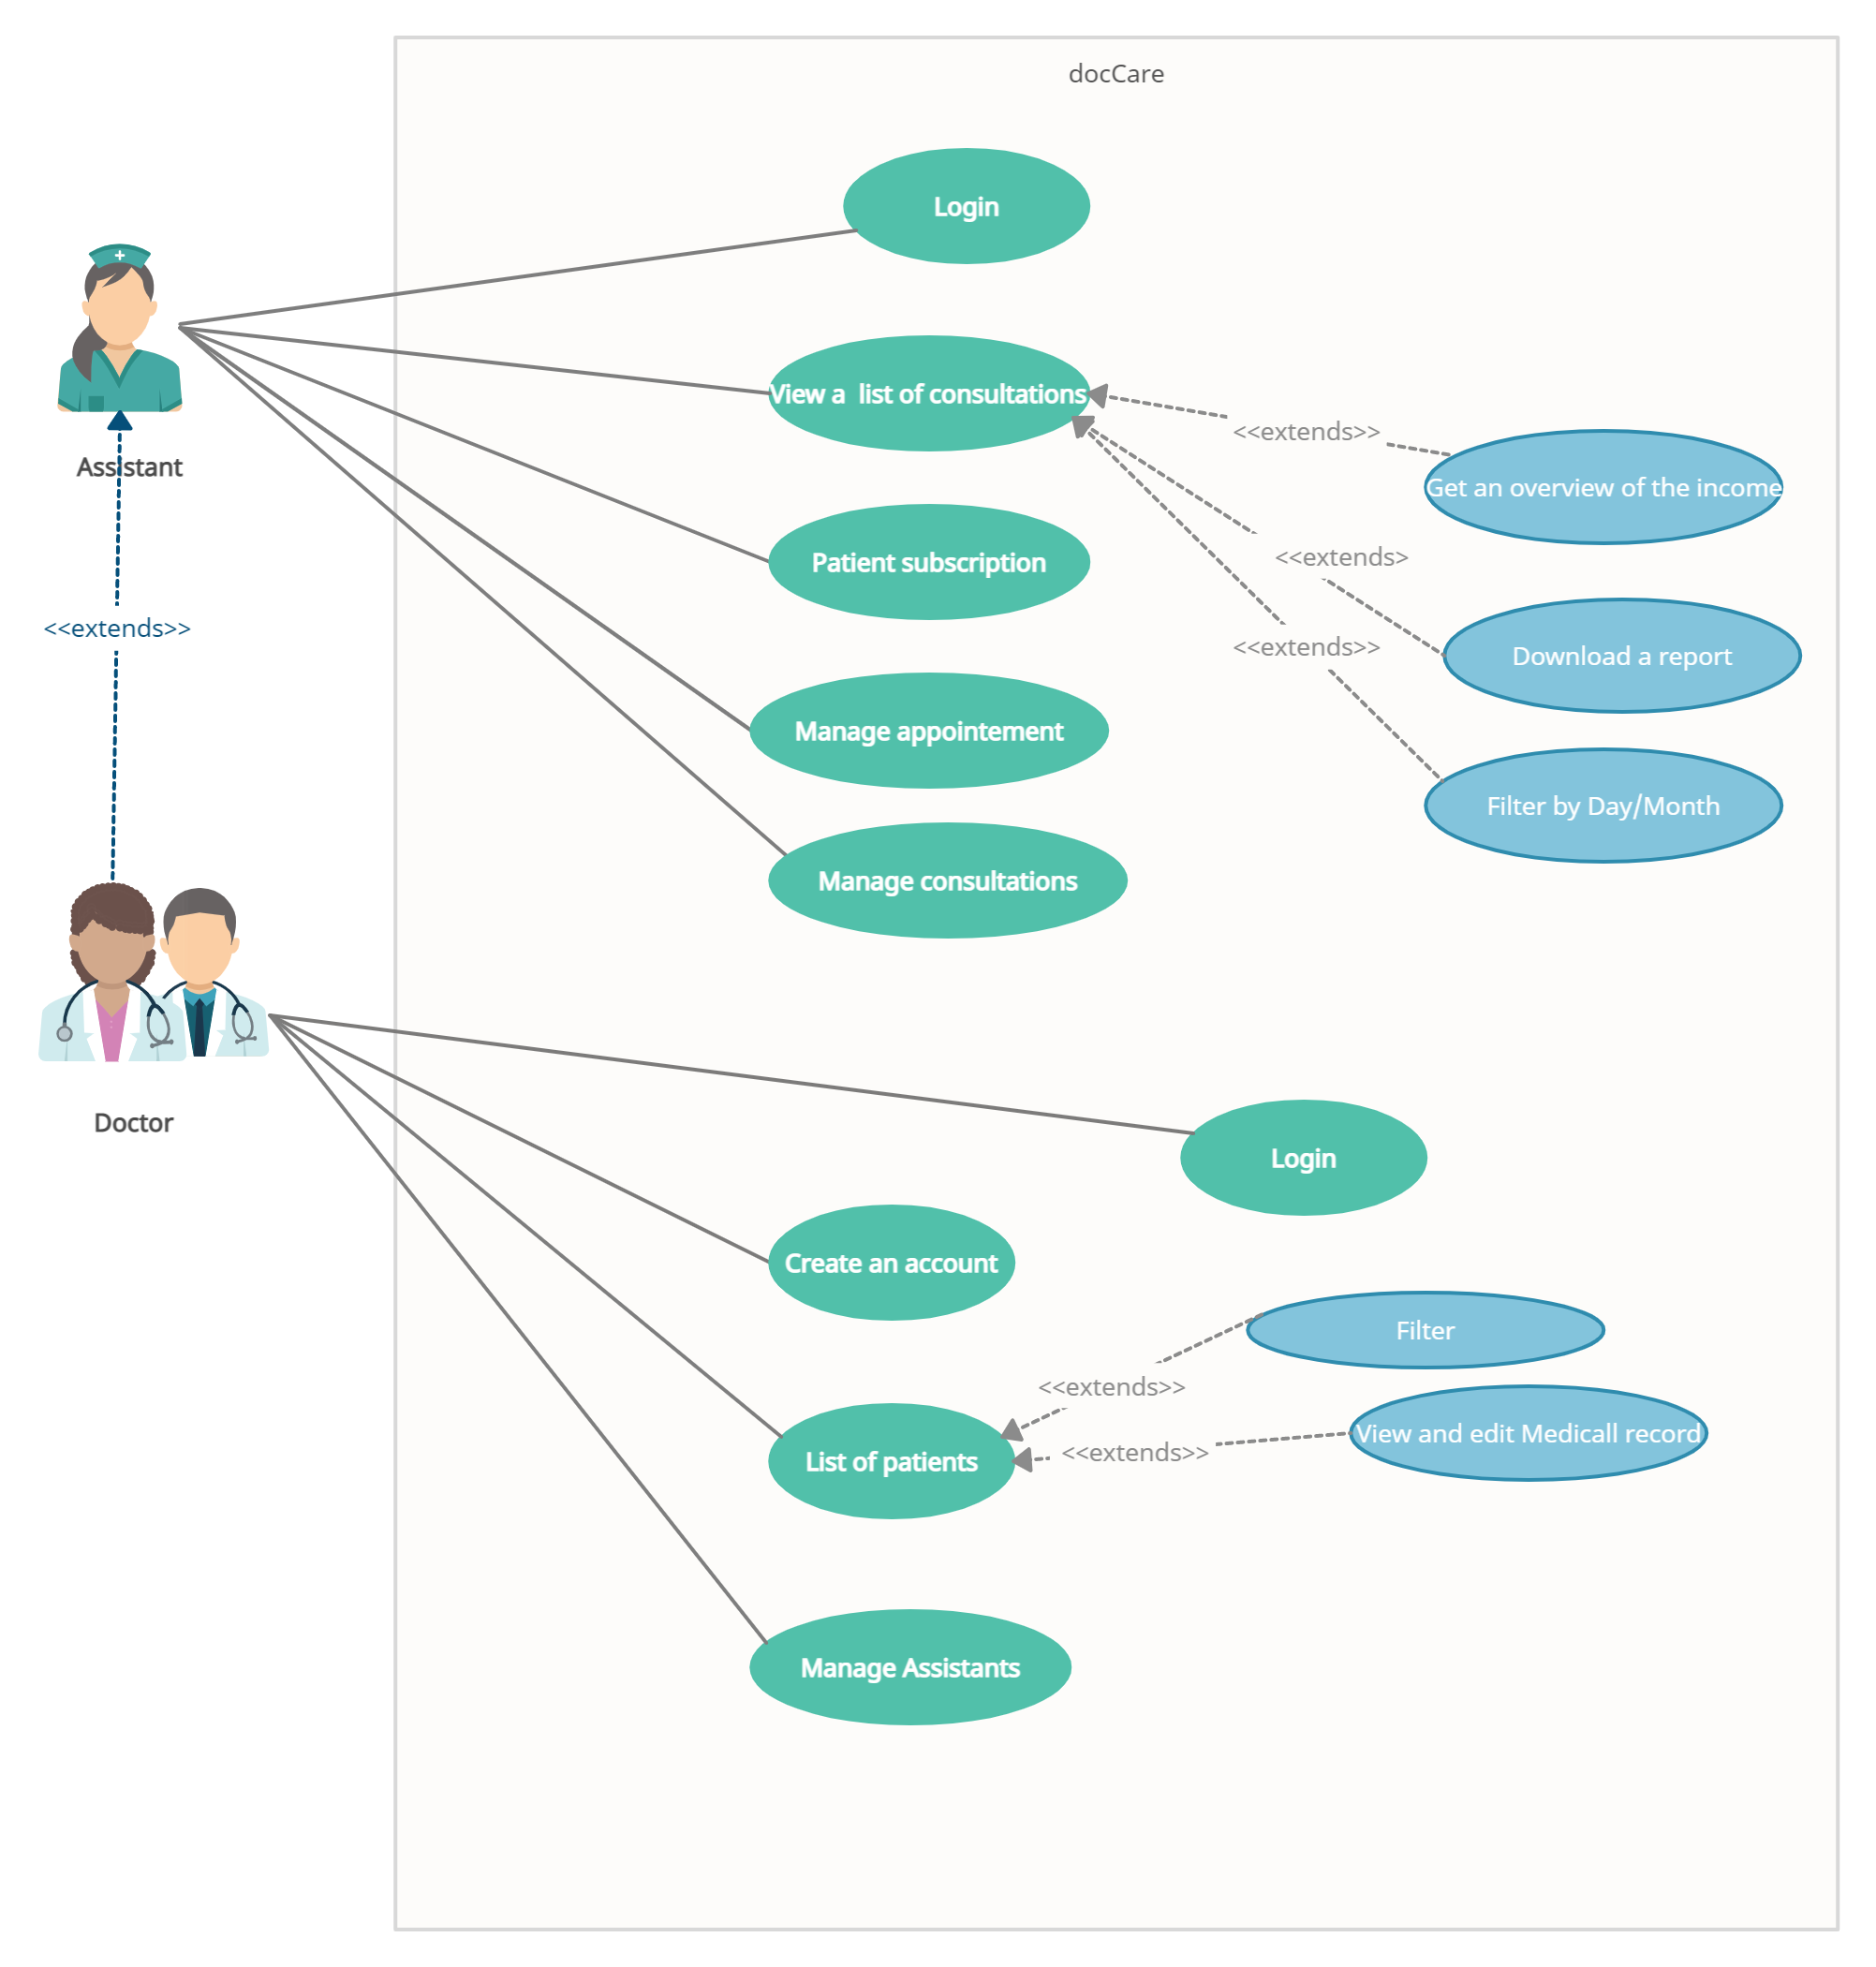 docCare
Login
View a  list of consultations
<<extends>>
Assistant
Get an overview of the income
Patient subscription
<<extends>
<<extends>>
<<extends>>
Download a report
Manage appointement
Filter by Day/Month
Manage consultations
Doctor
Login
Create an account
Filter
<<extends>>
View and edit Medicall record
<<extends>>
List of patients
Manage Assistants